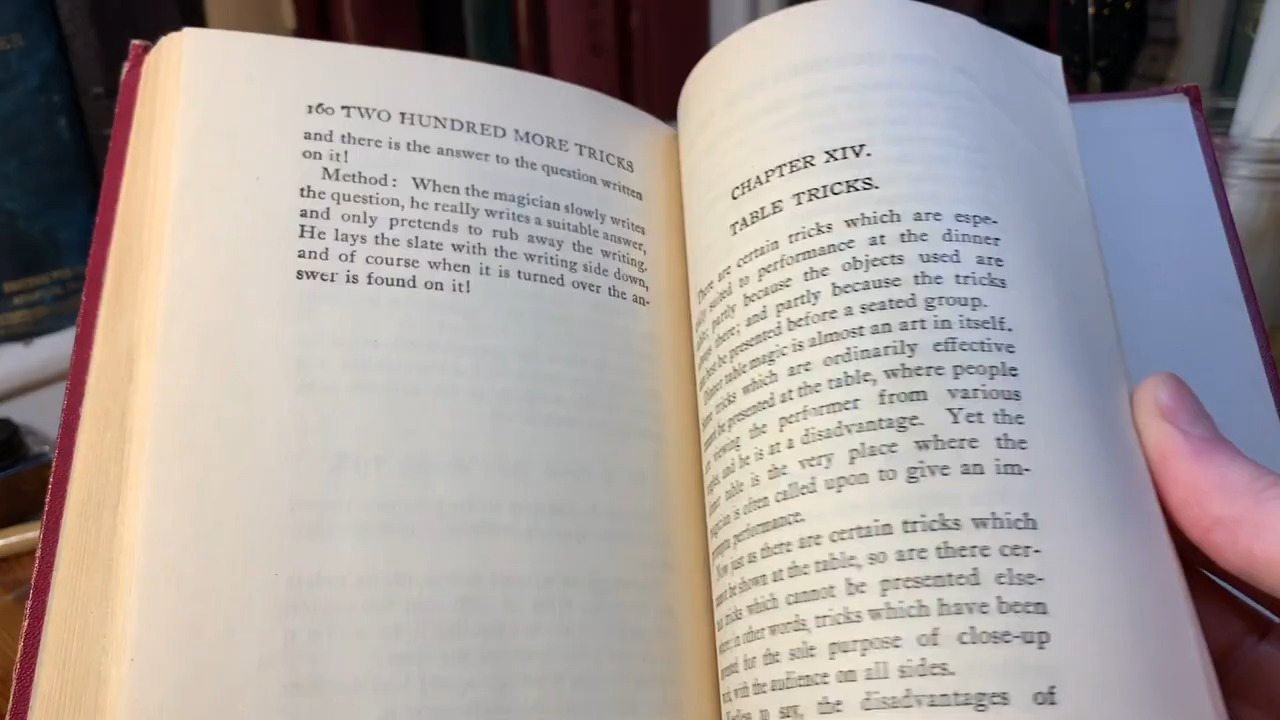 160 TWO HUNDRED MORE TRICKS
and there is the answer to the question written
on it!
Method: When the magician slowly writes
the question, he really writes a suitable answer,
and only pretends to rub away the writing.
He lays the slate with the writing side down,
and of course when it is turned over the an-
swer is found on it!
CHAPTER XIV.
TABLE TRICKS.
There are certain tricks which are espe-
suited to performance at the dinner
partly because the objects used are
there; and partly because the tricks
be presented before a seated group.
Dinner table magic is almost an art in itself.
tricks which are ordinarily effective
be presented at the table, where people
viewing the performer from various
and he is at a disadvantage. Yet the
table is the very place where the
is often called upon to give an im-
performance.
Now just as there are certain tricks which
be shown at the table, so are there cer-
tricks which cannot be presented else-
in other words, tricks which have been
for the sole purpose of close-up
with the audience on all sides.
to say, the disadvantages of